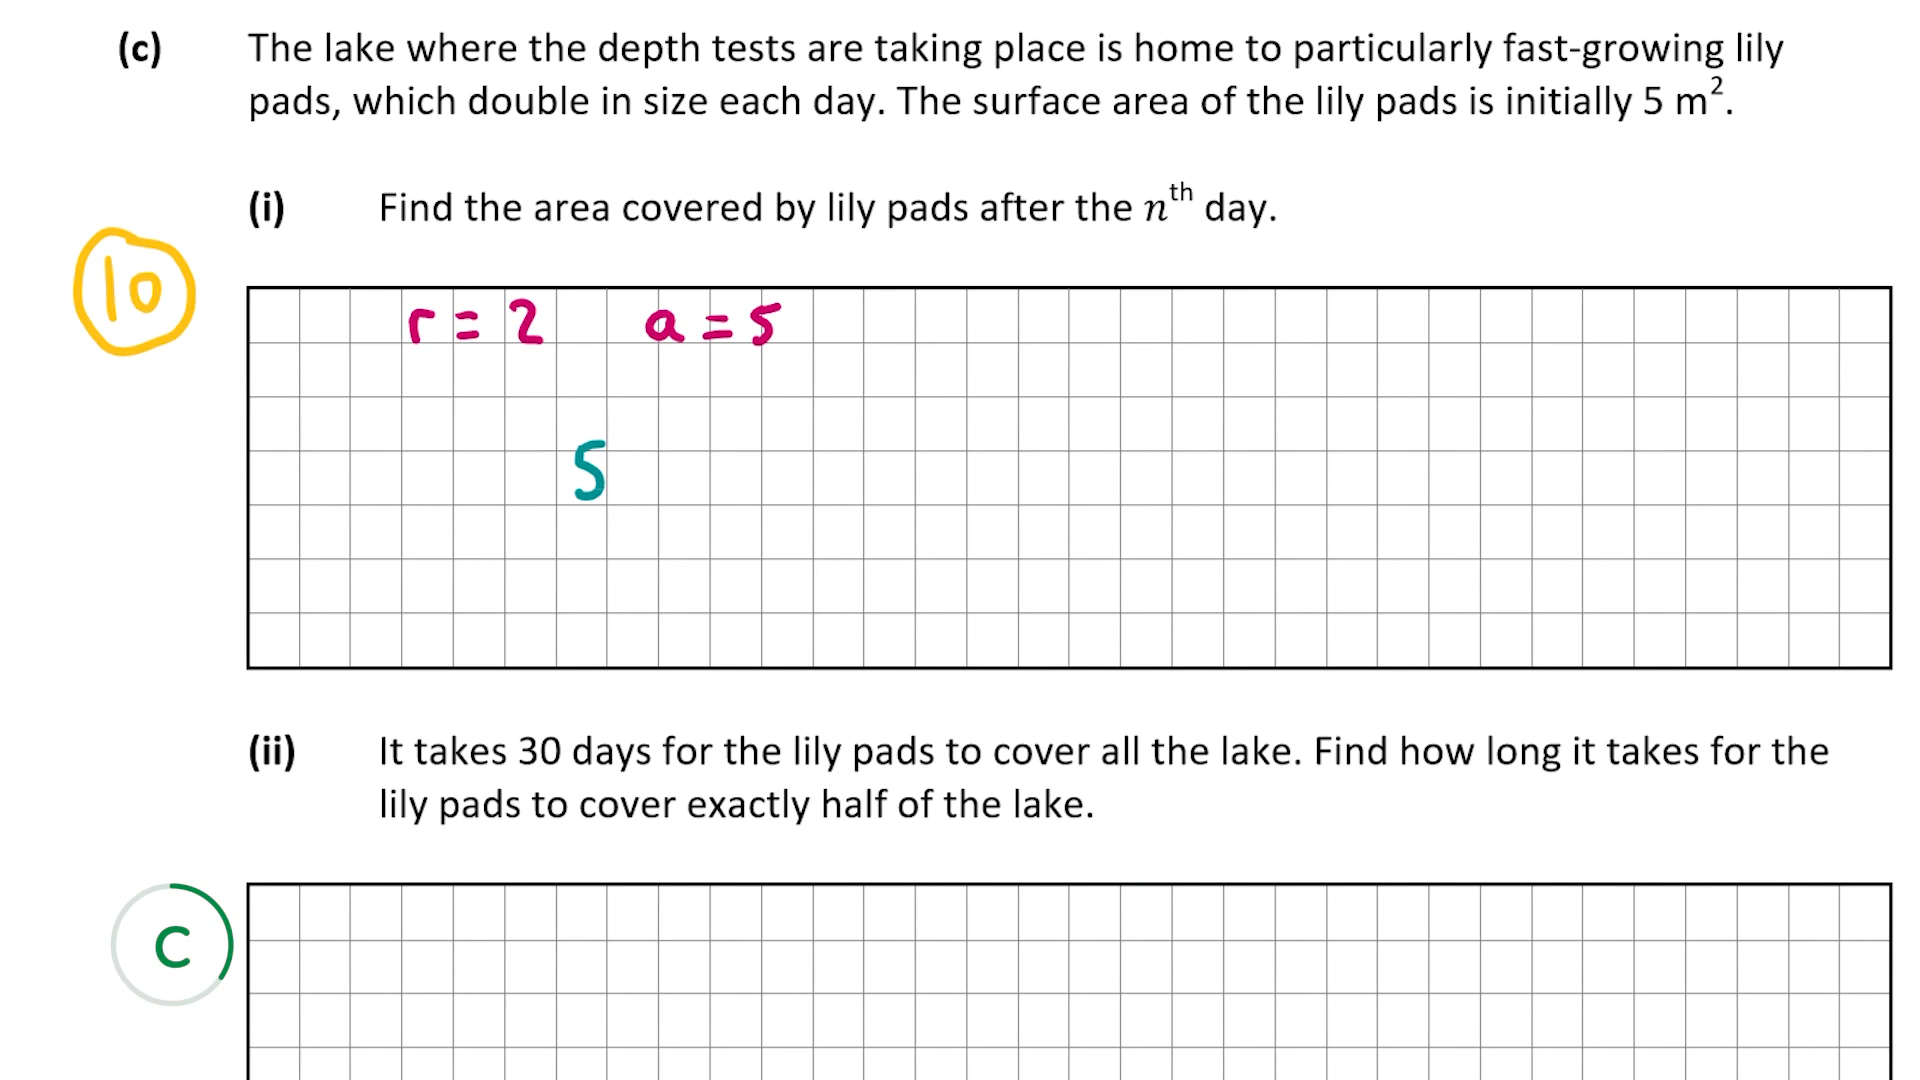 (c) The lake where the depth tests are taking place is home to particularly fast-growing lily
pads, which double in size each day. The surface area of the lily pads is initially 5 m².
(i) Find the area covered by lily pads after the nᵗʰ day.
10
r = 2 a = 5
5
(ii) It takes 30 days for the lily pads to cover all the lake. Find how long it takes for the
lily pads to cover exactly half of the lake.
C